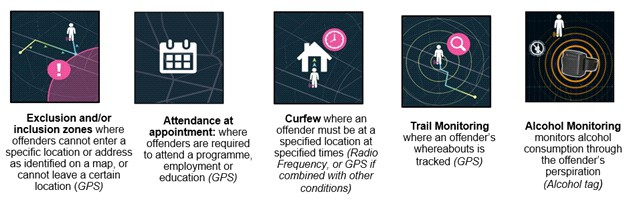 Exclusion and/or
inclusion zones where
offenders cannot enter a
specific location or address
as identified on a map, or
cannot leave a certain
location (GPS)
Attendance at
appointment: where
offenders are required
to attend a programme,
employment or
education (GPS)
Curfew where an
offender must be at a
specified location at
specified times (Radio
Frequency, or GPS if
combined with other
conditions)
Trail Monitoring
where an offender's
whereabouts is
tracked (GPS)
Alcohol Monitoring
monitors alcohol
consumption through
the offender's
perspiration
(Alcohol tag)